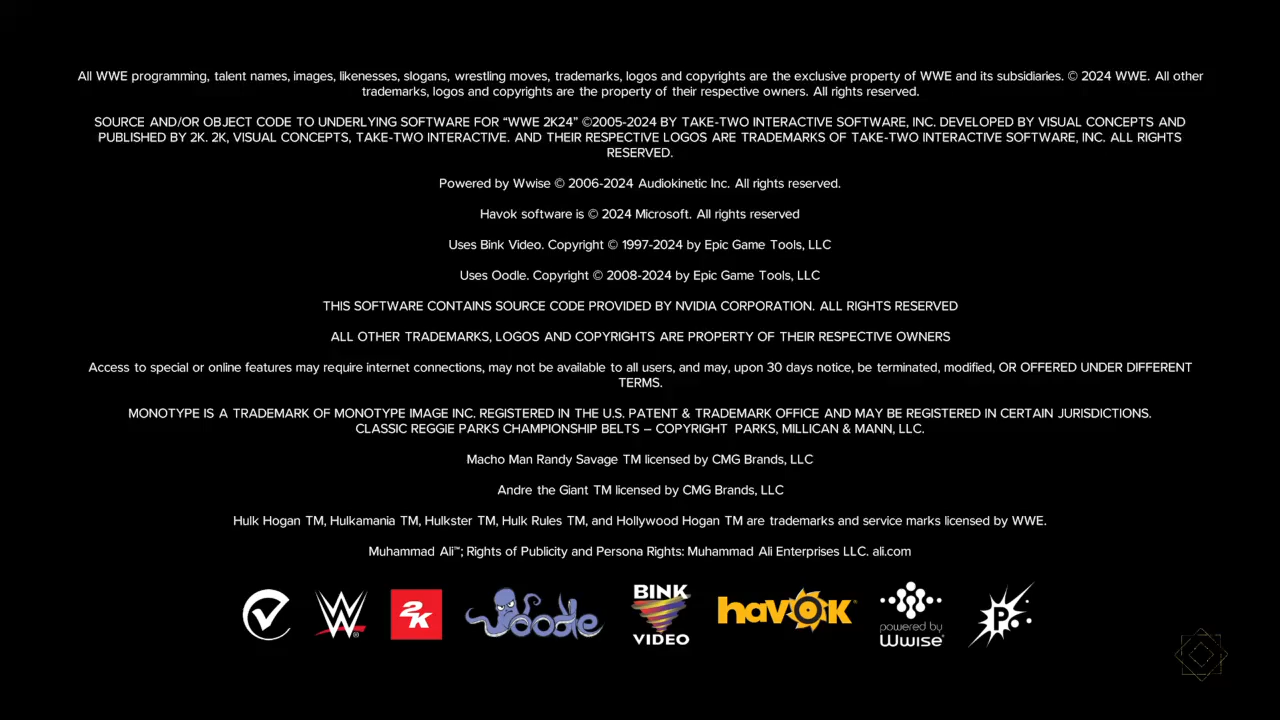 All WWE programming, talent names, images, likenesses, slogans, wrestling moves, trademarks, logos and copyrights are the exclusive property of WWE and its subsidiaries. © 2024 WWE. All other
trademarks, logos and copyrights are the property of their respective owners. All rights reserved.
SOURCE AND/OR OBJECT CODE TO UNDERLYING SOFTWARE FOR “WWE 2K24” ©2005-2024 BY TAKE-TWO INTERACTIVE SOFTWARE, INC. DEVELOPED BY VISUAL CONCEPTS AND
PUBLISHED BY 2K. 2K, VISUAL CONCEPTS, TAKE-TWO INTERACTIVE. AND THEIR RESPECTIVE LOGOS ARE TRADEMARKS OF TAKE-TWO INTERACTIVE SOFTWARE, INC. ALL RIGHTS
RESERVED.
Powered by Wwise © 2006-2024 Audiokinetic Inc. All rights reserved.
Havok software is © 2024 Microsoft. All rights reserved
Uses Bink Video. Copyright © 1997-2024 by Epic Game Tools, LLC
Uses Oodle. Copyright © 2008-2024 by Epic Game Tools, LLC
THIS SOFTWARE CONTAINS SOURCE CODE PROVIDED BY NVIDIA CORPORATION. ALL RIGHTS RESERVED
ALL OTHER TRADEMARKS, LOGOS AND COPYRIGHTS ARE PROPERTY OF THEIR RESPECTIVE OWNERS
Access to special or online features may require internet connections, may not be available to all users, and may, upon 30 days notice, be terminated, modified, OR OFFERED UNDER DIFFERENT
TERMS.
MONOTYPE IS A TRADEMARK OF MONOTYPE IMAGE INC. REGISTERED IN THE U.S. PATENT & TRADEMARK OFFICE AND MAY BE REGISTERED IN CERTAIN JURISDICTIONS.
CLASSIC REGGIE PARKS CHAMPIONSHIP BELTS – COPYRIGHT PARKS, MILLICAN & MANN, LLC.
Macho Man Randy Savage TM licensed by CMG Brands, LLC
Andre the Giant TM licensed by CMG Brands, LLC
Hulk Hogan TM, Hulkamania TM, Hulkster TM, Hulk Rules TM, and Hollywood Hogan TM are trademarks and service marks licensed by WWE.
Muhammad Ali™; Rights of Publicity and Persona Rights: Muhammad Ali Enterprises LLC. ali.com
W 2K Oodle BINK VIDEO havok® powered by Wwise® P